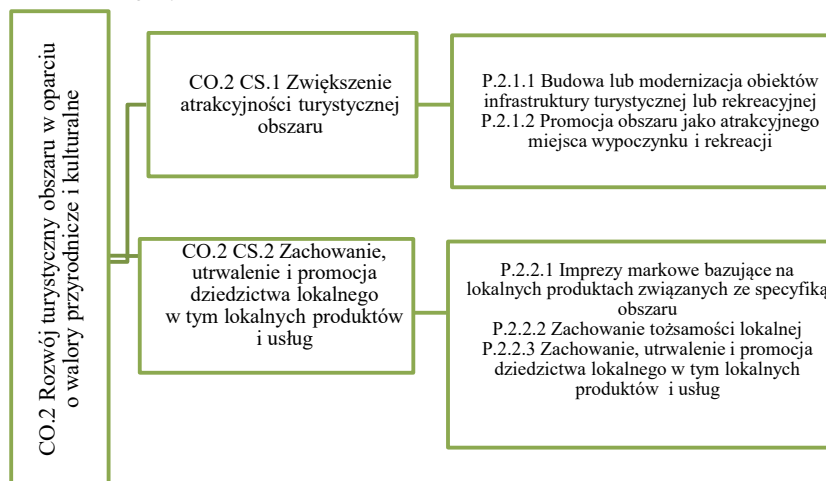 CO.2 Rozwój turystyczny obszaru w oparciu
o walory przyrodnicze i kulturalne
CO.2 CS.1 Zwiększenie
atrakcyjności turystycznej
obszaru
P.2.1.1 Budowa lub modernizacja obiektów
infrastruktury turystycznej lub rekreacyjnej
P.2.1.2 Promocja obszaru jako atrakcyjnego
miejsca wypoczynku i rekreacji
CO.2 CS.2 Zachowanie,
utrwalenie i promocja
dziedzictwa lokalnego
w tym lokalnych produktów
i usług
P.2.2.1 Imprezy markowe bazujące na
lokalnych produktach związanych ze specyfiką
obszaru
P.2.2.2 Zachowanie tożsamości lokalnej
P.2.2.3 Zachowanie, utrwalenie i promocja
dziedzictwa lokalnego w tym lokalnych
produktów i usług